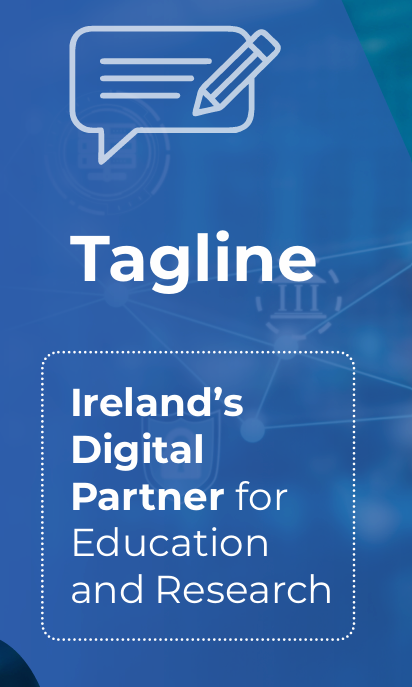 Tagline
Ireland’s
Digital
Partner for
Education
and Research